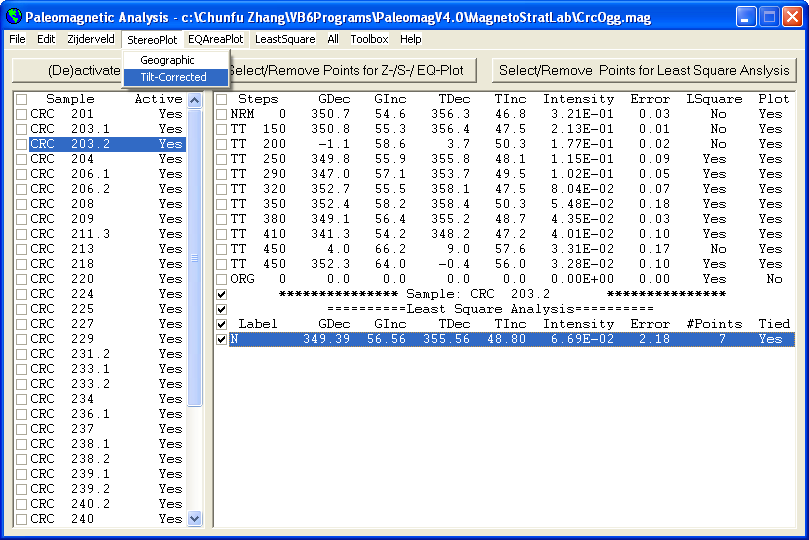 Paleomagnetic Analysis - c:\Chunfu Zhang\VB6Programs\PaleomagV4.0\MagnetoStratLab\CrcOgg.mag
File Edit Zijderveld StereoPlot EQAreaPlot LeastSquare All Toolbox Help
Geographic
Tilt-Corrected
(De)activate
Select/Remove Points for Z-/S-/ EQ-Plot
Select/Remove Points for Least Square Analysis
Sample Active
CRC 201 Yes
CRC 203.1 Yes
CRC 203.2 Yes
CRC 204 Yes
CRC 206.1 Yes
CRC 206.2 Yes
CRC 208 Yes
CRC 209 Yes
CRC 211.3 Yes
CRC 213 Yes
CRC 218 Yes
CRC 220 Yes
CRC 224 Yes
CRC 225 Yes
CRC 227 Yes
CRC 229 Yes
CRC 231.2 Yes
CRC 233.1 Yes
CRC 233.2 Yes
CRC 234 Yes
CRC 236.1 Yes
CRC 237 Yes
CRC 238.1 Yes
CRC 238.2 Yes
CRC 239.1 Yes
CRC 239.2 Yes
CRC 240.2 Yes
CRC 240 Yes
Steps GDec GInc TDec TInc Intensity Error LSquare Plot
NRM 0 350.7 54.6 356.3 46.8 3.21E-01 0.03 No Yes
TT 150 350.8 55.3 356.4 47.5 2.13E-01 0.01 No Yes
TT 200 -1.1 58.6 3.7 50.3 1.77E-01 0.02 No Yes
TT 250 349.8 55.9 355.8 48.1 1.15E-01 0.09 Yes Yes
TT 290 347.0 57.1 353.7 49.5 1.02E-01 0.05 Yes Yes
TT 320 352.7 55.5 358.1 47.5 8.04E-02 0.07 Yes Yes
TT 350 352.4 58.2 358.4 50.3 5.48E-02 0.18 Yes Yes
TT 380 349.1 56.4 355.2 48.7 4.35E-02 0.03 Yes Yes
TT 410 341.3 54.2 348.2 47.2 4.01E-02 0.10 Yes Yes
TT 450 4.0 66.2 9.0 57.6 3.31E-02 0.17 No Yes
TT 450 352.3 64.0 -0.4 56.0 3.28E-02 0.10 Yes Yes
ORG 0 0.0 0.0 0.0 0.0 0.00E+00 0.00 Yes No
*************** Sample: CRC 203.2 ***************
==========Least Square Analysis==========
Label GDec GInc TDec TInc Intensity Error #Points Tied
N 349.39 56.56 355.56 48.80 6.69E-02 2.18 7 Yes